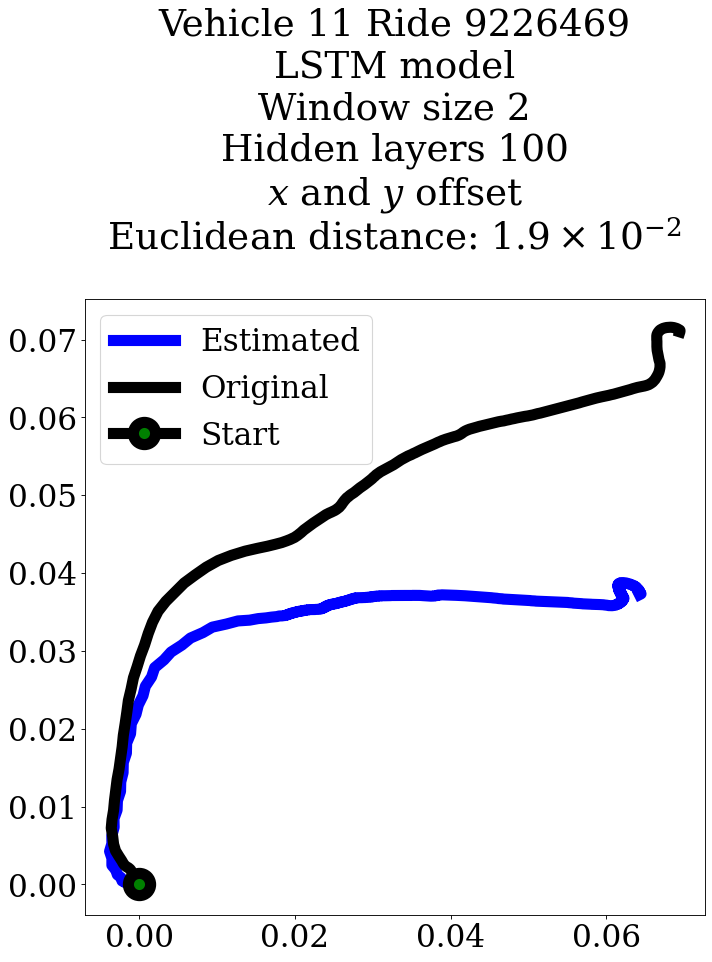 Vehicle 11 Ride 9226469
LSTM model
Window size 2
Hidden layers 100
x and y offset
Euclidean distance: 1.9 × 10⁻²
Estimated
Original
Start
0.07
0.06
0.05
0.04
0.03
0.02
0.01
0.00
0.00 0.02 0.04 0.06